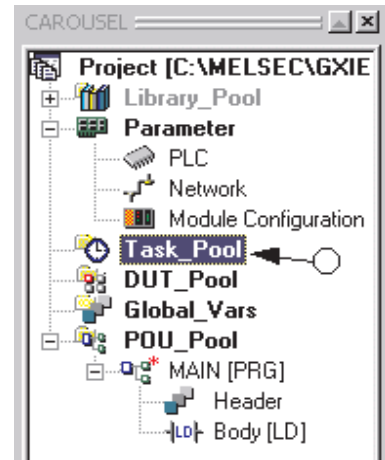 CAROUSEL
Project [C:\MELSEC\GXIE
Library_Pool
Parameter
PLC
Network
Module Configuration
Task_Pool
DUT_Pool
Global_Vars
POU_Pool
MAIN [PRG]
Header
LD Body [LD]